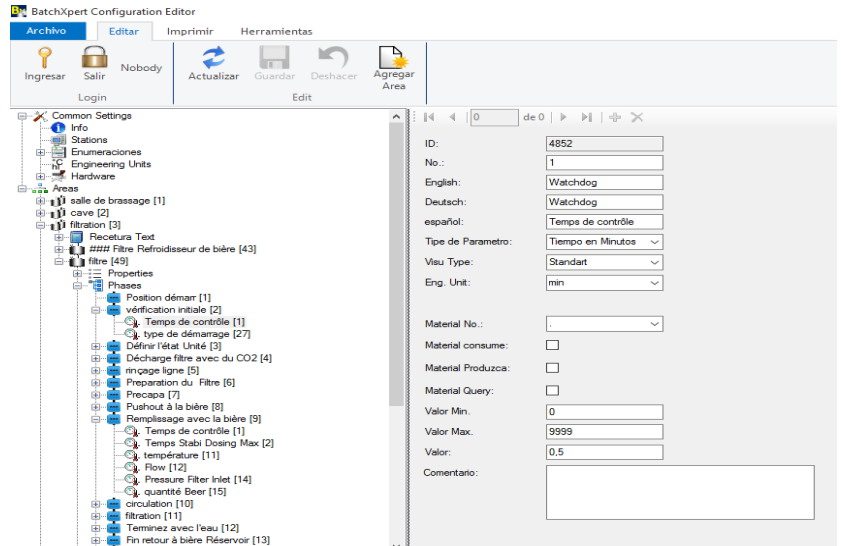 BatchXpert Configuration Editor
Archivo Editar Imprimir Herramientas
Ingresar Salir Nobody Actualizar Guardar Deshacer Agregar Area
Login Edit
Common Settings
Info
Stations
Enumeraciones
Engineering Units
Hardware
Areas
salle de brassage [1]
cave [2]
filtration [3]
Recetura Text
### Filtre Refroidisseur de bière [43]
filtre [49]
Properties
Phases
Position démarr [1]
vérification initiale [2]
Temps de contrôle [1]
type de démarrage [27]
Définir l'état Unité [3]
Décharge filtre avec du CO2 [4]
rinçage ligne [5]
Preparation du Filtre [6]
Precapa [7]
Pushout à la bière [8]
Remplissage avec la bière [9]
Temps de contrôle [1]
Temps Stabi Dosing Max [2]
température [11]
Flow [12]
Pressure Filter Inlet [14]
quantité Beer [15]
circulation [10]
filtration [11]
Terminez avec l'eau [12]
Fin retour à bière Réservoir [13]
0 de 0
ID: 4852
No.: 1
English: Watchdog
Deutsch: Watchdog
español: Temps de contrôle
Tipo de Parametro: Tiempo en Minutos
Visu Type: Standart
Eng. Unit: min
Material No.: .
Material consume:
Material Produzca:
Material Query:
Valor Min. 0
Valor Max. 9999
Valor: 0.5
Comentario: